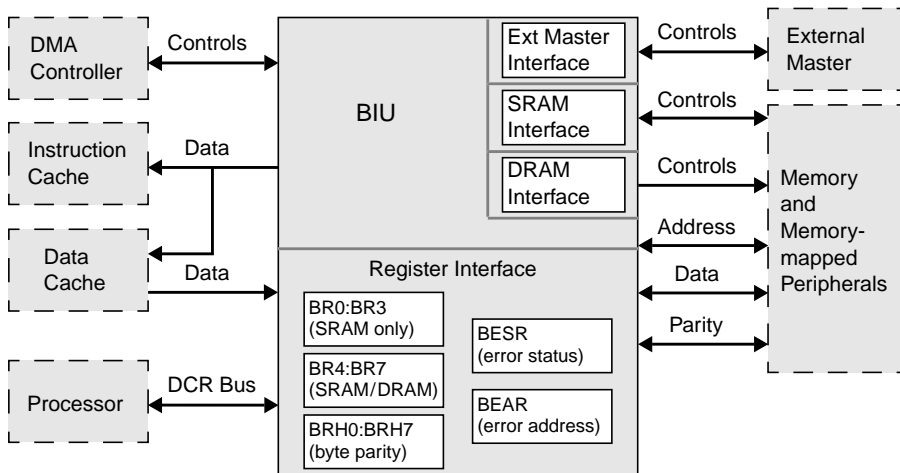 DMA
Controller
Controls
BIU
Ext Master
Interface
Controls
External
Master
SRAM
Interface
Controls
Instruction
Cache
Data
DRAM
Interface
Controls
Memory
and
Memory-
mapped
Peripherals
Address
Data
Cache
Data
Register Interface
Data
BR0:BR3
(SRAM only)
BESR
(error status)
Parity
BR4:BR7
(SRAM/DRAM)
Processor
DCR Bus
BEAR
(error address)
BRH0:BRH7
(byte parity)